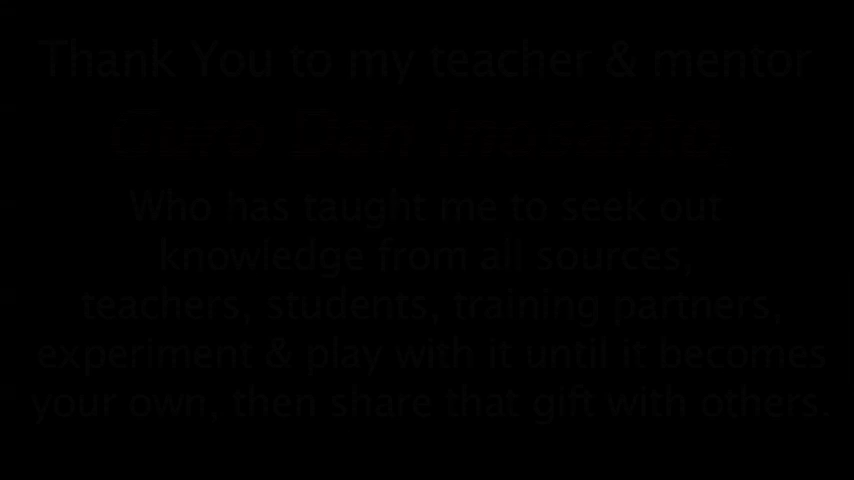 Thank You to my teacher & mentor
Guro Dan Inosanto,
Who has taught me to seek out
knowledge from all sources,
teachers, students, training partners,
experiment & play with it until it becomes
your own, then share that gift with others.